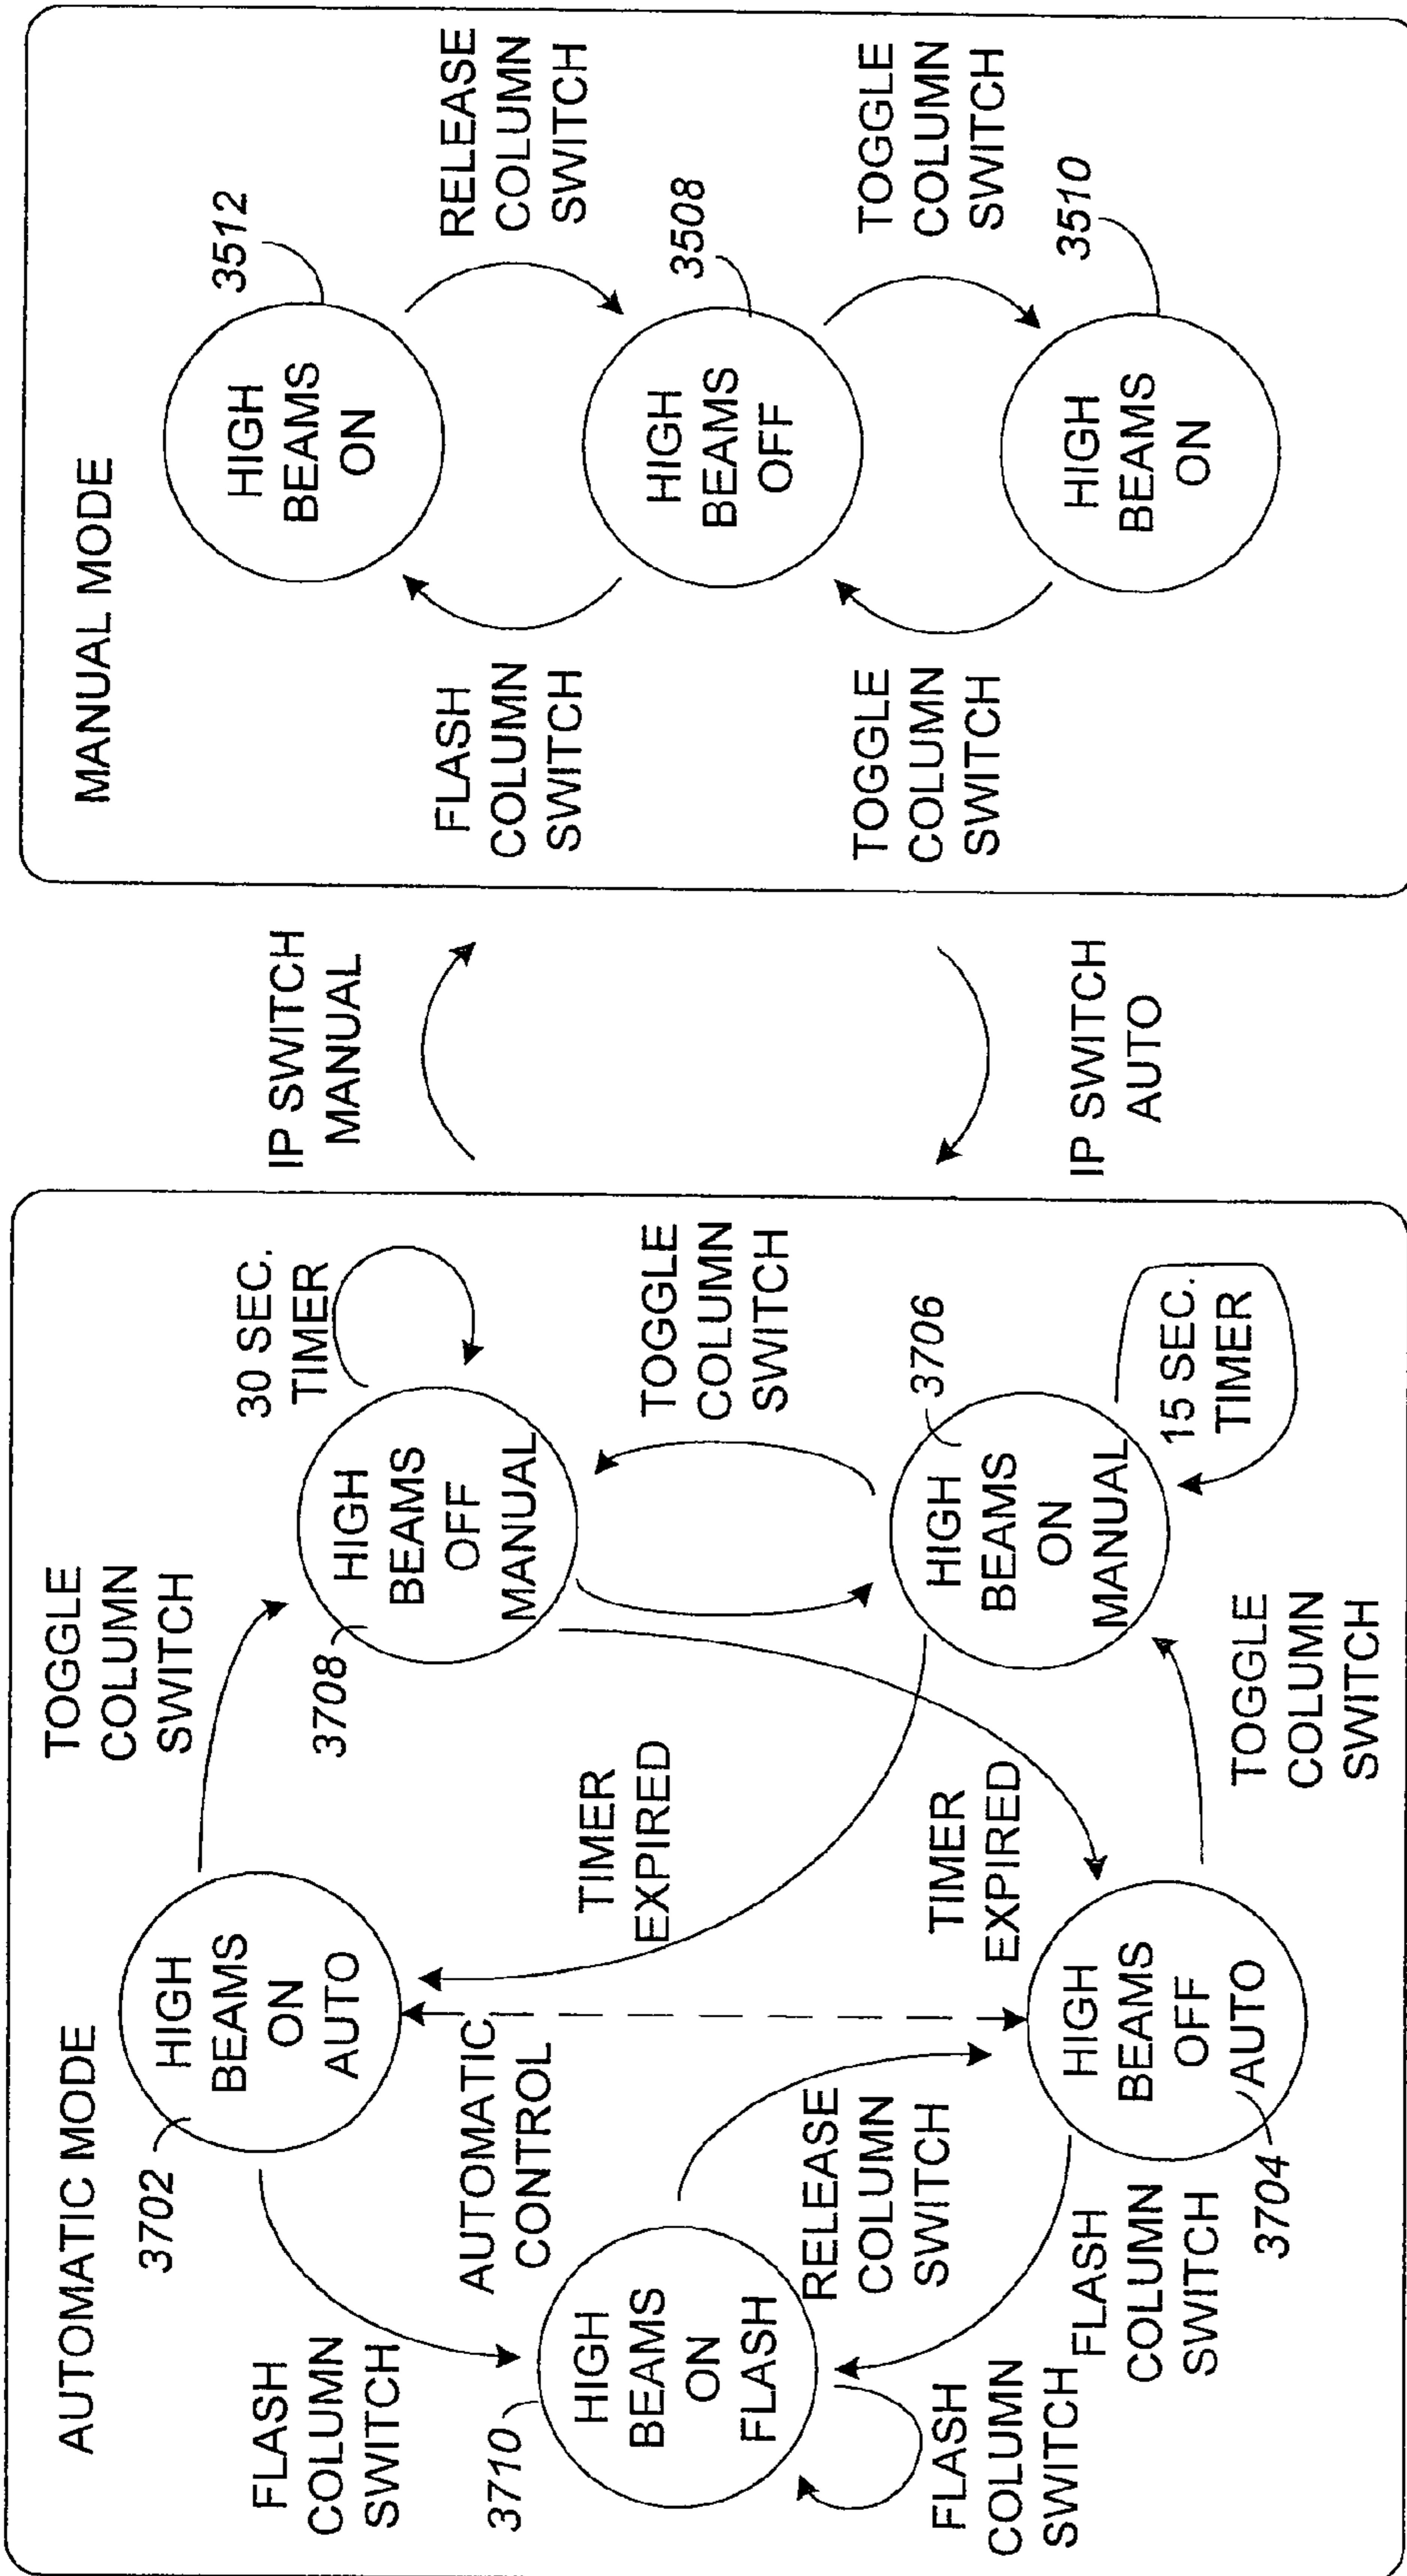 AUTOMATIC MODE
3702
HIGH
BEAMS
ON
AUTO
TOGGLE
COLUMN
SWITCH
30 SEC.
TIMER
3708
HIGH
BEAMS
OFF
MANUAL
FLASH
COLUMN
SWITCH
AUTOMATIC
CONTROL
TIMER
EXPIRED
TOGGLE
COLUMN
SWITCH
3710
HIGH
BEAMS
ON
FLASH
RELEASE
COLUMN
SWITCH
TIMER
EXPIRED
3706
HIGH
BEAMS
ON
MANUAL
15 SEC.
TIMER
FLASH
COLUMN
SWITCH
FLASH
COLUMN
SWITCH
3704
HIGH
BEAMS
OFF
AUTO
TOGGLE
COLUMN
SWITCH
IP SWITCH
MANUAL
IP SWITCH
AUTO
MANUAL MODE
3512
HIGH
BEAMS
ON
FLASH
COLUMN
SWITCH
RELEASE
COLUMN
SWITCH
3508
HIGH
BEAMS
OFF
TOGGLE
COLUMN
SWITCH
TOGGLE
COLUMN
SWITCH
3510
HIGH
BEAMS
ON